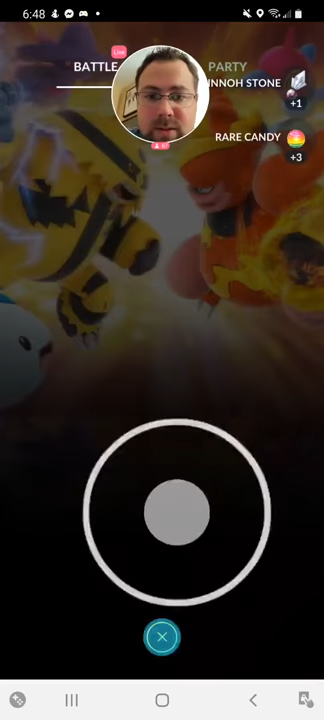 6:48
Live
BATTLE
PARTY
INNOH STONE
+1
RARE CANDY
+3